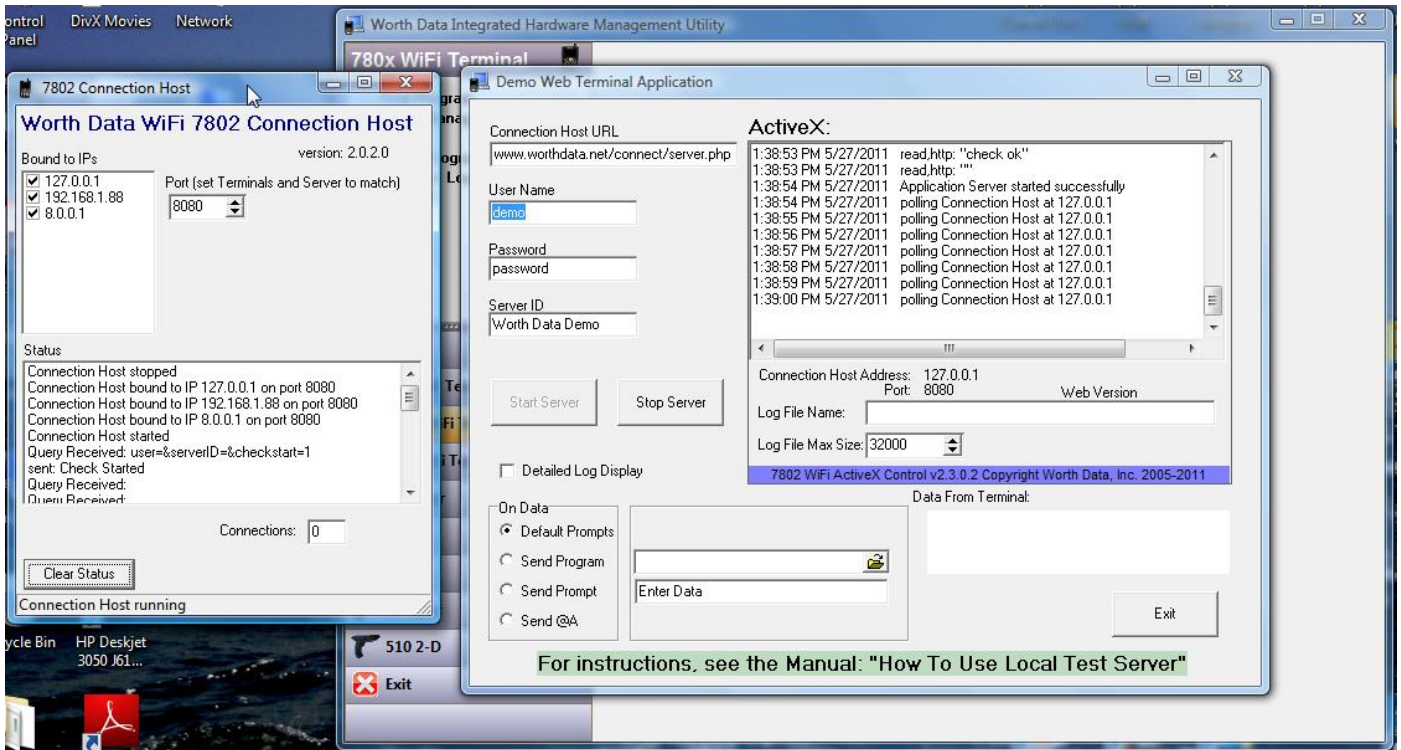 ontrol
Panel
DivX Movies
Network
Worth Data Integrated Hardware Management Utility
780x WiFi Terminal
7802 Connection Host
Worth Data WiFi 7802 Connection Host
version: 2.0.2.0
Bound to IPs
127.0.0.1
192.168.1.88
8.0.0.1
Port (set Terminals and Server to match)
8080
Status
Connection Host stopped
Connection Host bound to IP 127.0.0.1 on port 8080
Connection Host bound to IP 192.168.1.88 on port 8080
Connection Host bound to IP 8.0.0.1 on port 8080
Connection Host started
Query Received: user=&serverID=&checkstart=1
sent: Check Started
Query Received:
Query Received:
Connections: 0
Clear Status
Connection Host running
Demo Web Terminal Application
Connection Host URL
www.worthdata.net/connect/server.php
User Name
demo
Password
password
Server ID
Worth Data Demo
Start Server
Stop Server
Detailed Log Display
On Data
Default Prompts
Send Program
Send Prompt
Enter Data
Send @A
ActiveX:
1:38:53 PM 5/27/2011 read,http: "check ok"
1:38:53 PM 5/27/2011 read,http: ""
1:38:54 PM 5/27/2011 Application Server started successfully
1:38:54 PM 5/27/2011 polling Connection Host at 127.0.0.1
1:38:55 PM 5/27/2011 polling Connection Host at 127.0.0.1
1:38:56 PM 5/27/2011 polling Connection Host at 127.0.0.1
1:38:57 PM 5/27/2011 polling Connection Host at 127.0.0.1
1:38:58 PM 5/27/2011 polling Connection Host at 127.0.0.1
1:38:59 PM 5/27/2011 polling Connection Host at 127.0.0.1
1:39:00 PM 5/27/2011 polling Connection Host at 127.0.0.1
Connection Host Address: 127.0.0.1
Port: 8080
Web Version
Log File Name:
Log File Max Size: 32000
7802 WiFi ActiveX Control v2.3.0.2 Copyright Worth Data, Inc. 2005-2011
Data From Terminal:
Exit
For instructions, see the Manual: "How To Use Local Test Server"
510 2-D
Exit
ycle Bin
HP Deskjet
3050 J61...